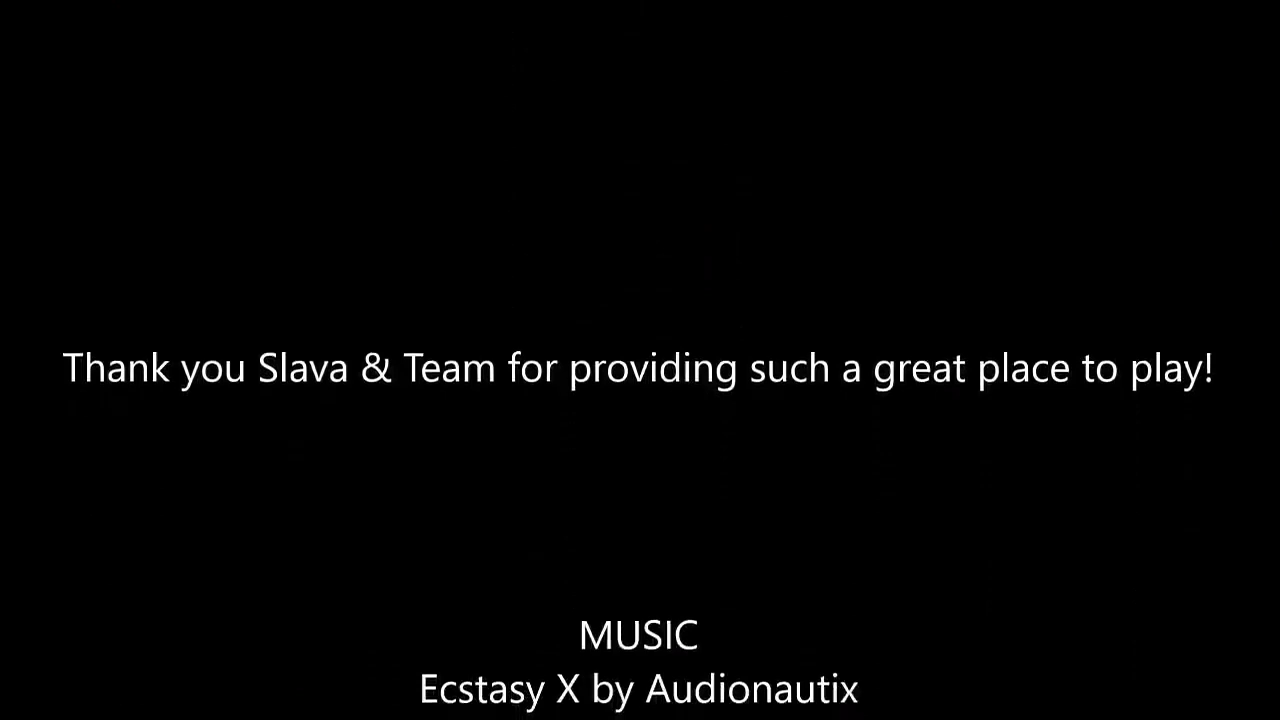 Thank you Slava & Team for providing such a great place to play!
MUSIC
Ecstasy X by Audionautix